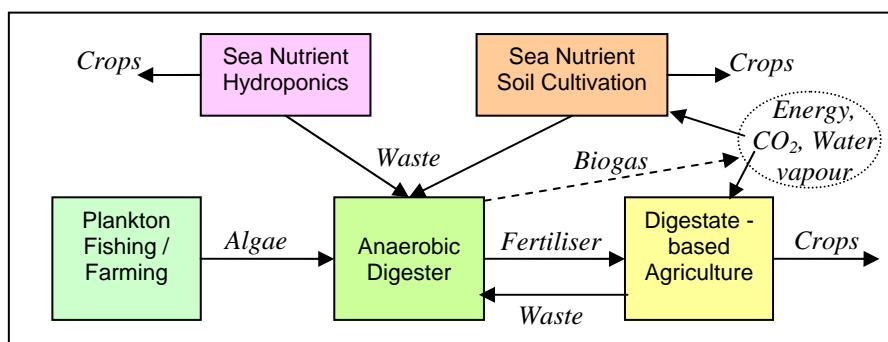 Crops
Sea Nutrient
Hydroponics
Sea Nutrient
Soil Cultivation
Crops
Energy,
CO2, Water
vapour
Waste
Biogas
Plankton
Fishing /
Farming
Algae
Anaerobic
Digester
Fertiliser
Digestate -
based
Agriculture
Crops
Waste